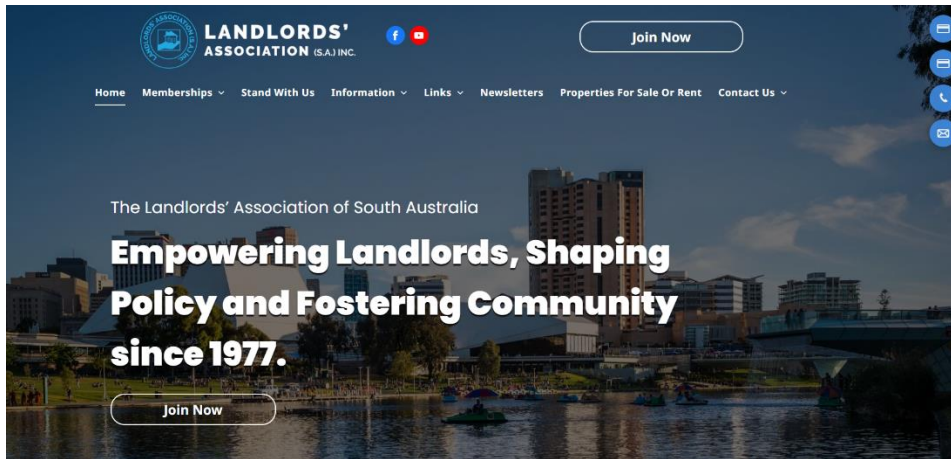 LANDLORDS'
ASSOCIATION (S.A.) INC.
Join Now
Home Memberships Stand With Us Information Links Newsletters Properties For Sale Or Rent Contact Us
The Landlords' Association of South Australia
Empowering Landlords, Shaping
Policy and Fostering Community
since 1977.
Join Now